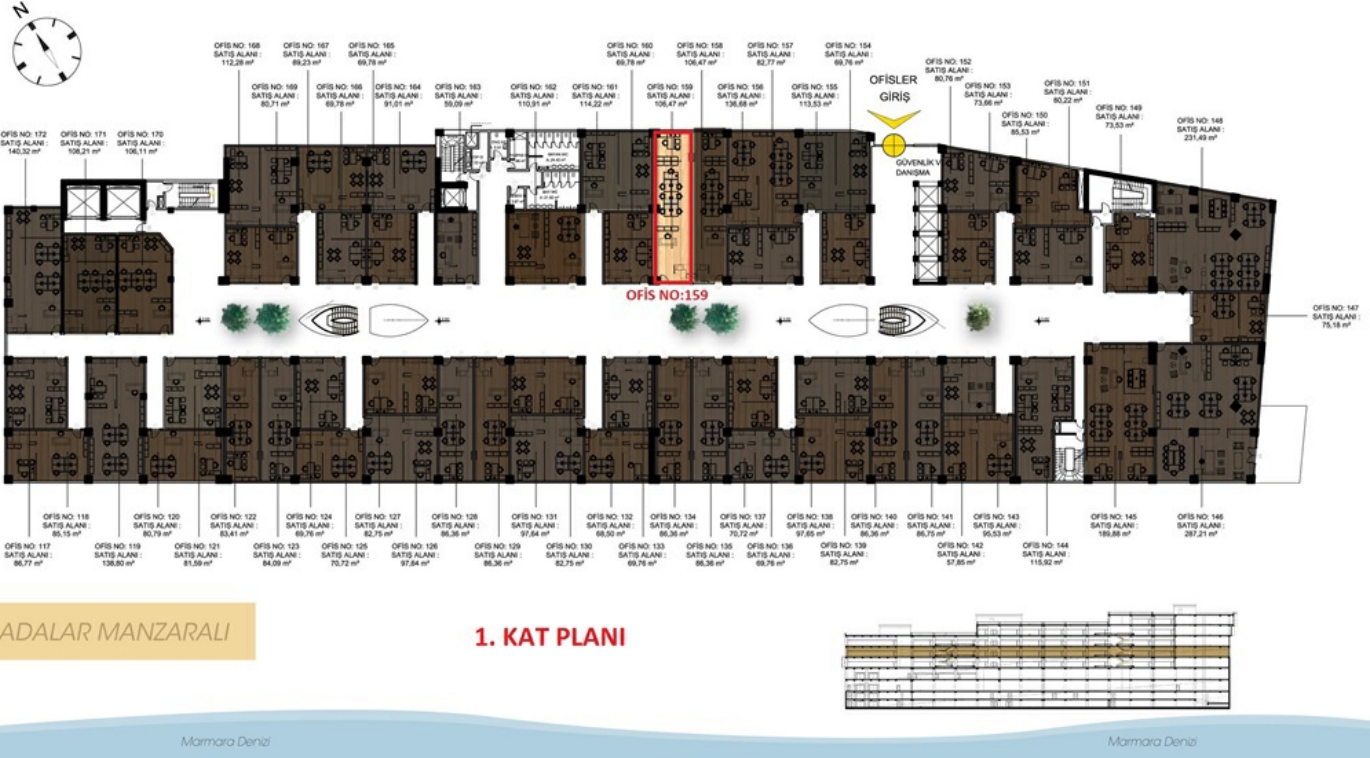 N
OFİS NO: 168
SATIŞ ALANI :
112,28 m²
OFİS NO: 167
SATIŞ ALANI :
89,23 m²
OFİS NO: 165
SATIŞ ALANI :
69,78 m²
OFİS NO: 160
SATIŞ ALANI :
69,78 m²
OFİS NO: 158
SATIŞ ALANI :
106,47 m²
OFİS NO: 157
SATIŞ ALANI :
82,77 m²
OFİS NO: 154
SATIŞ ALANI :
69,76 m²
OFİS NO: 169
SATIŞ ALANI :
80,71 m²
OFİS NO: 166
SATIŞ ALANI :
69,78 m²
OFİS NO: 164
SATIŞ ALANI :
91,01 m²
OFİS NO: 163
SATIŞ ALANI :
59,09 m²
OFİS NO: 162
SATIŞ ALANI :
110,91 m²
OFİS NO: 161
SATIŞ ALANI :
114,22 m²
OFİS NO: 159
SATIŞ ALANI :
106,47 m²
OFİS NO: 156
SATIŞ ALANI :
136,68 m²
OFİS NO: 155
SATIŞ ALANI :
113,53 m²
OFİSLER
GİRİŞ
OFİS NO: 152
SATIŞ ALANI :
80,76 m²
OFİS NO: 153
SATIŞ ALANI :
73,66 m²
OFİS NO: 151
SATIŞ ALANI :
80,22 m²
OFİS NO: 150
SATIŞ ALANI :
85,53 m²
OFİS NO: 149
SATIŞ ALANI :
73,53 m²
OFİS NO: 148
SATIŞ ALANI :
231,49 m²
OFİS NO: 172
SATIŞ ALANI :
140,32 m²
OFİS NO: 171
SATIŞ ALANI :
108,21 m²
OFİS NO: 170
SATIŞ ALANI :
106,11 m²
GÜVENLİK V
DANIŞMA
OFİS NO:159
OFİS NO: 147
SATIŞ ALANI :
75,18 m²
OFİS NO: 118
SATIŞ ALANI :
85,15 m²
OFİS NO: 120
SATIŞ ALANI :
80,79 m²
OFİS NO: 122
SATIŞ ALANI :
83,41 m²
OFİS NO: 124
SATIŞ ALANI :
69,76 m²
OFİS NO: 127
SATIŞ ALANI :
82,75 m²
OFİS NO: 128
SATIŞ ALANI :
86,36 m²
OFİS NO: 131
SATIŞ ALANI :
97,64 m²
OFİS NO: 132
SATIŞ ALANI :
68,50 m²
OFİS NO: 134
SATIŞ ALANI :
86,36 m²
OFİS NO: 137
SATIŞ ALANI :
70,72 m²
OFİS NO: 138
SATIŞ ALANI :
97,65 m²
OFİS NO: 140
SATIŞ ALANI :
86,36 m²
OFİS NO: 141
SATIŞ ALANI :
86,75 m²
OFİS NO: 143
SATIŞ ALANI :
95,53 m²
OFİS NO: 145
SATIŞ ALANI :
189,88 m²
OFİS NO: 146
SATIŞ ALANI :
287,21 m²
OFİS NO: 117
SATIŞ ALANI :
86,77 m²
OFİS NO: 119
SATIŞ ALANI :
138,80 m²
OFİS NO: 121
SATIŞ ALANI :
81,59 m²
OFİS NO: 123
SATIŞ ALANI :
84,09 m²
OFİS NO: 125
SATIŞ ALANI :
70,72 m²
OFİS NO: 126
SATIŞ ALANI :
97,64 m²
OFİS NO: 129
SATIŞ ALANI :
86,36 m²
OFİS NO: 130
SATIŞ ALANI :
82,75 m²
OFİS NO: 133
SATIŞ ALANI :
69,76 m²
OFİS NO: 135
SATIŞ ALANI :
86,36 m²
OFİS NO: 136
SATIŞ ALANI :
69,76 m²
OFİS NO: 139
SATIŞ ALANI :
82,75 m²
OFİS NO: 142
SATIŞ ALANI :
57,85 m²
OFİS NO: 144
SATIŞ ALANI :
115,92 m²
ADALAR MANZARALI
1. KAT PLANI
Marmara Denizi
Marmara Denizi